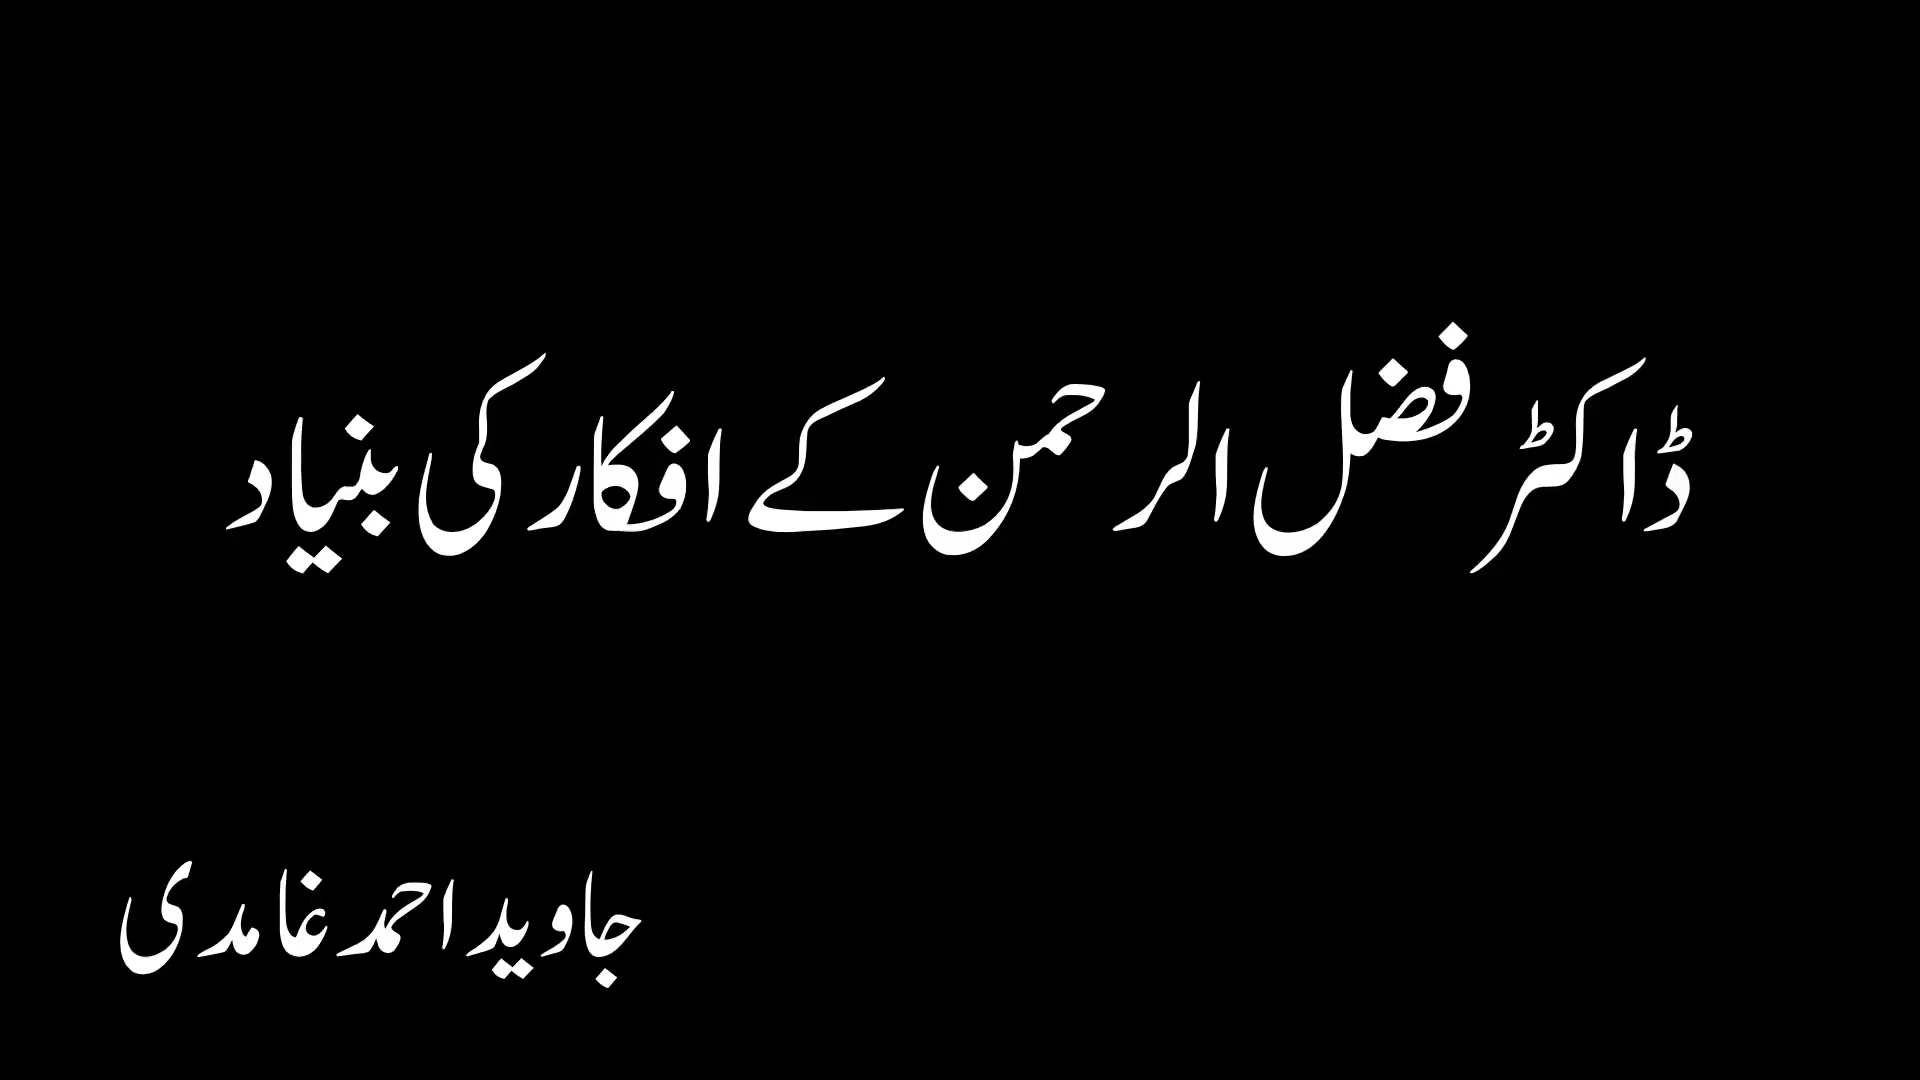 ڈاکٹر فضل الرحمن کے افکار کی بنیاد
جاوید احمد غامدی